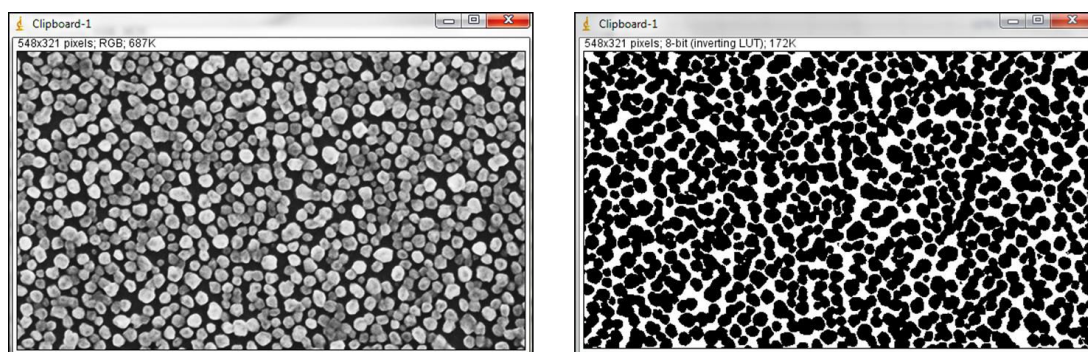 Clipboard-1
548x321 pixels; RGB; 687K
Clipboard-1
548x321 pixels; 8-bit (inverting LUT); 172K